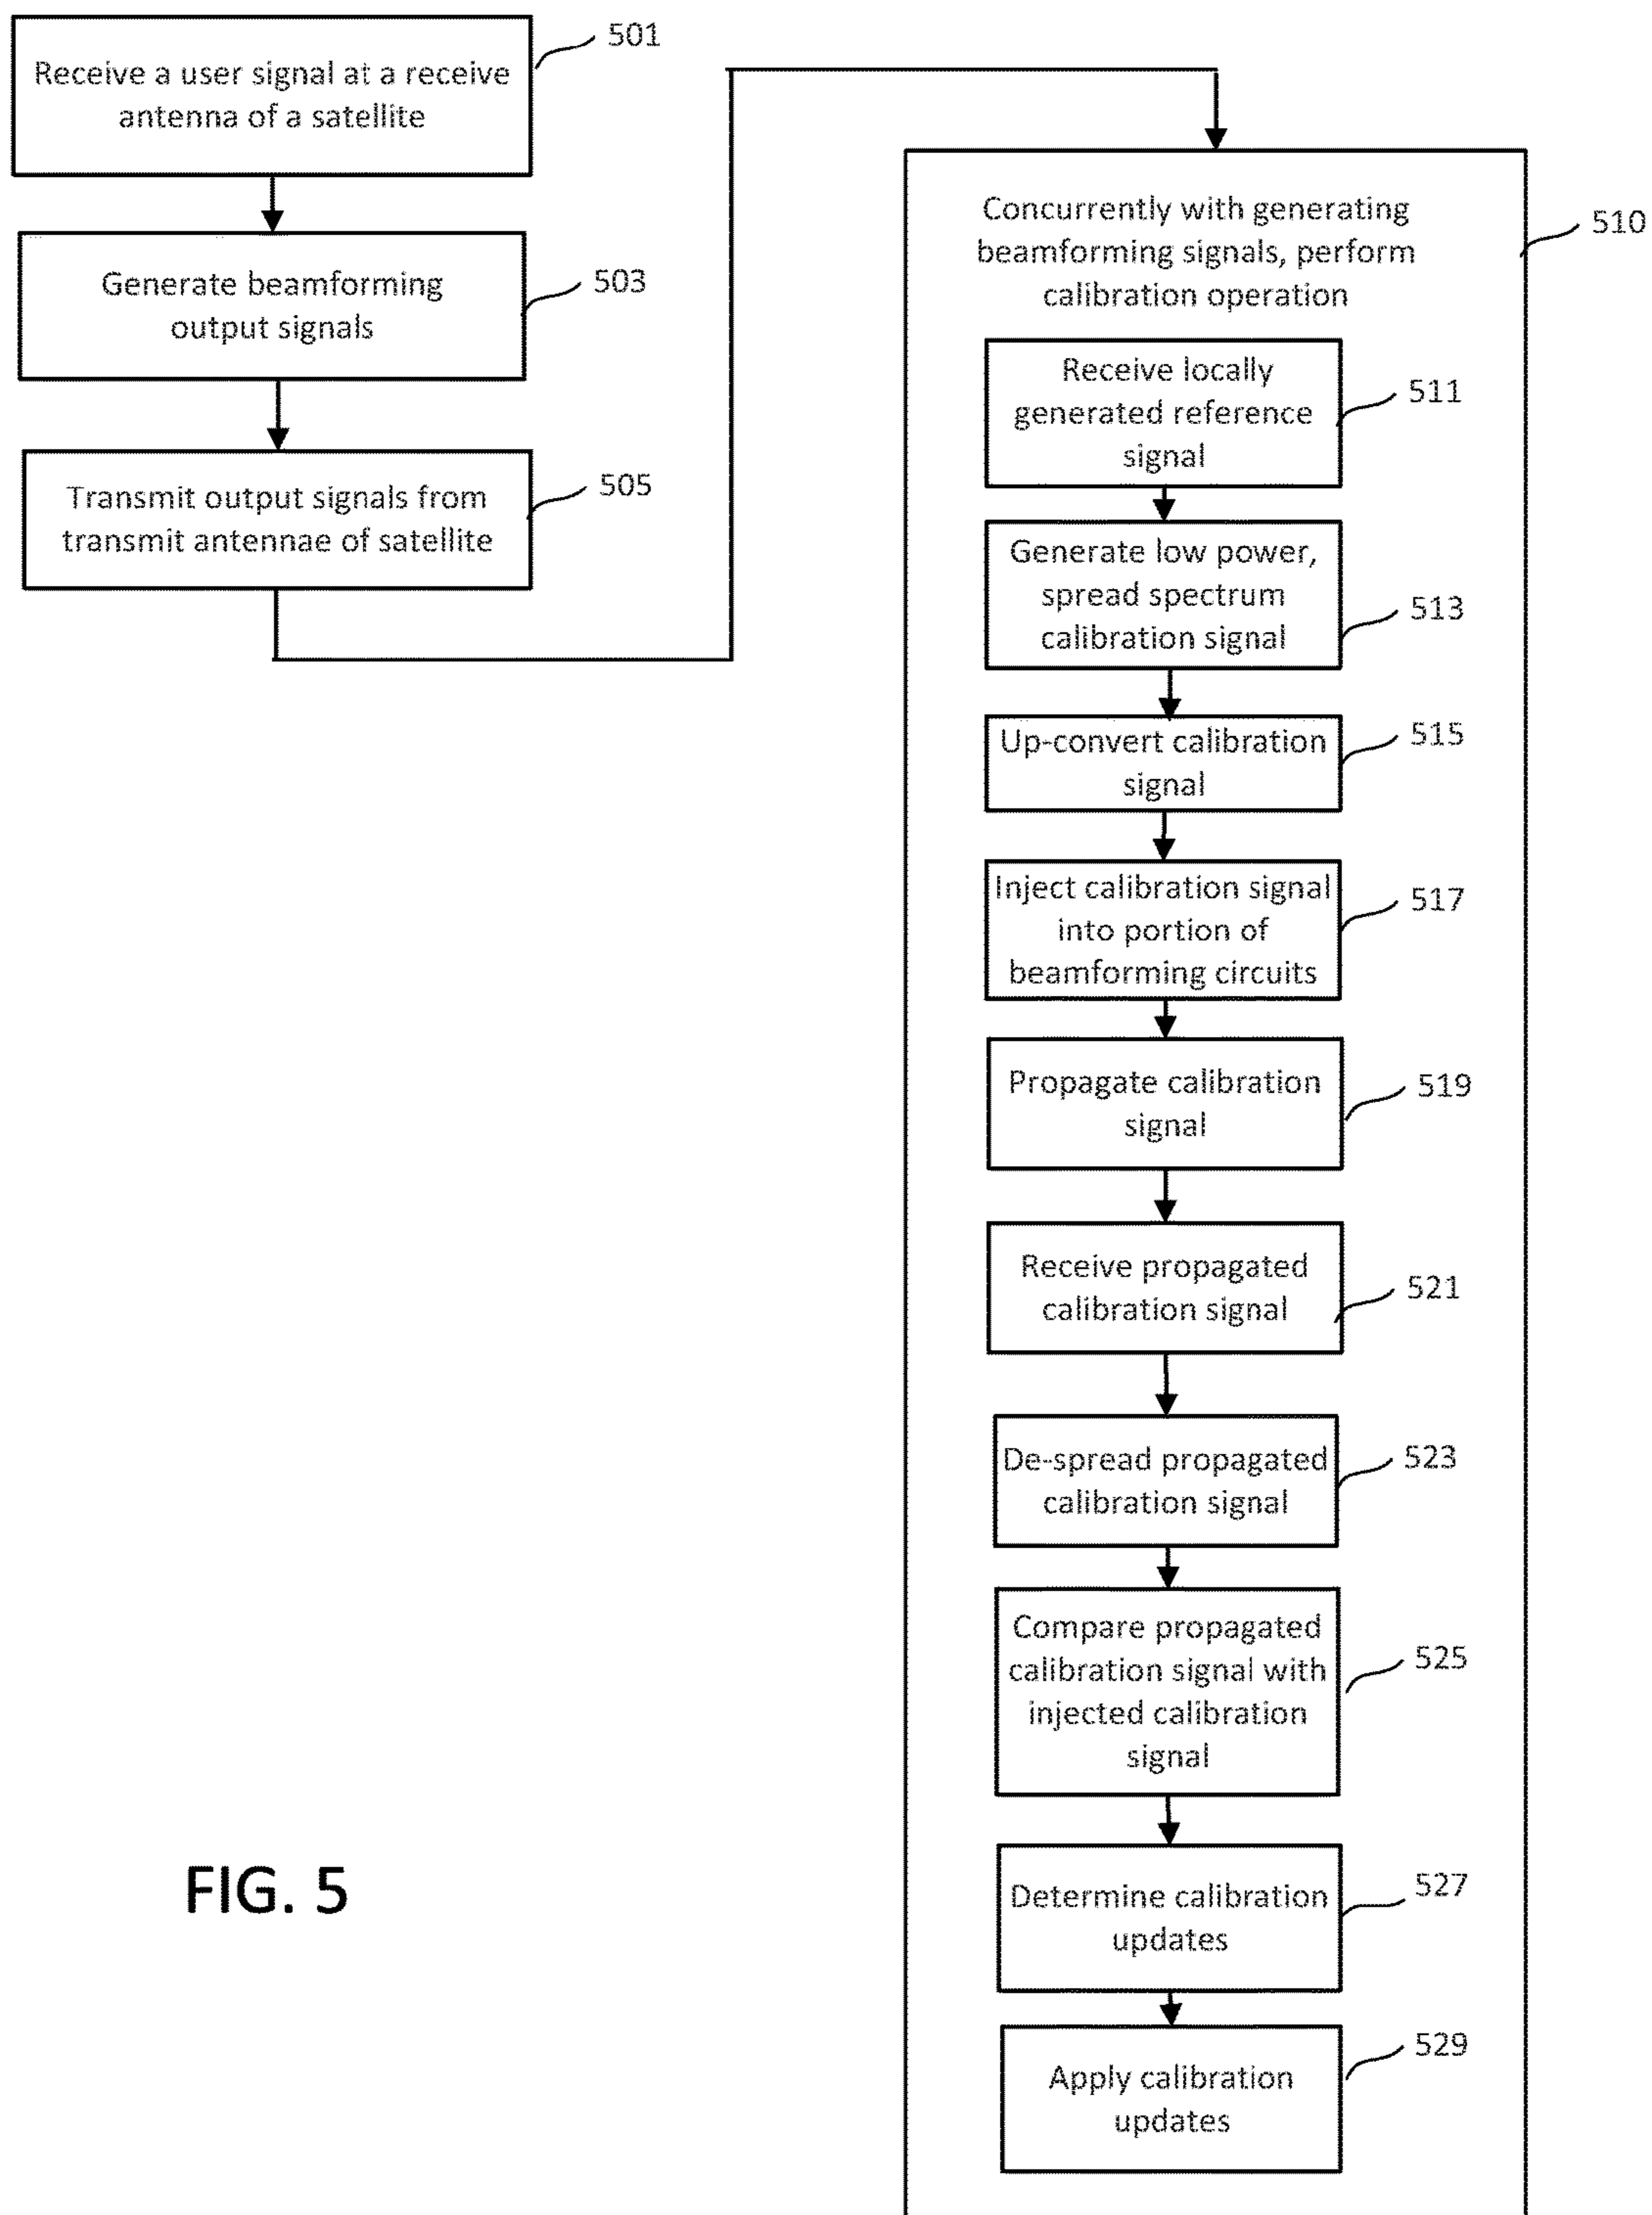 Receive a user signal at a receive
antenna of a satellite
501
Generate beamforming
output signals
503
Transmit output signals from
transmit antennae of satellite
505
Concurrently with generating
beamforming signals, perform
calibration operation
510
Receive locally
generated reference
signal
511
Generate low power,
spread spectrum
calibration signal
513
Up-convert calibration
signal
515
Inject calibration signal
into portion of
beamforming circuits
517
Propagate calibration
signal
519
Receive propagated
calibration signal
521
De-spread propagated
calibration signal
523
Compare propagated
calibration signal with
injected calibration
signal
525
Determine calibration
updates
527
Apply calibration
updates
529
FIG. 5